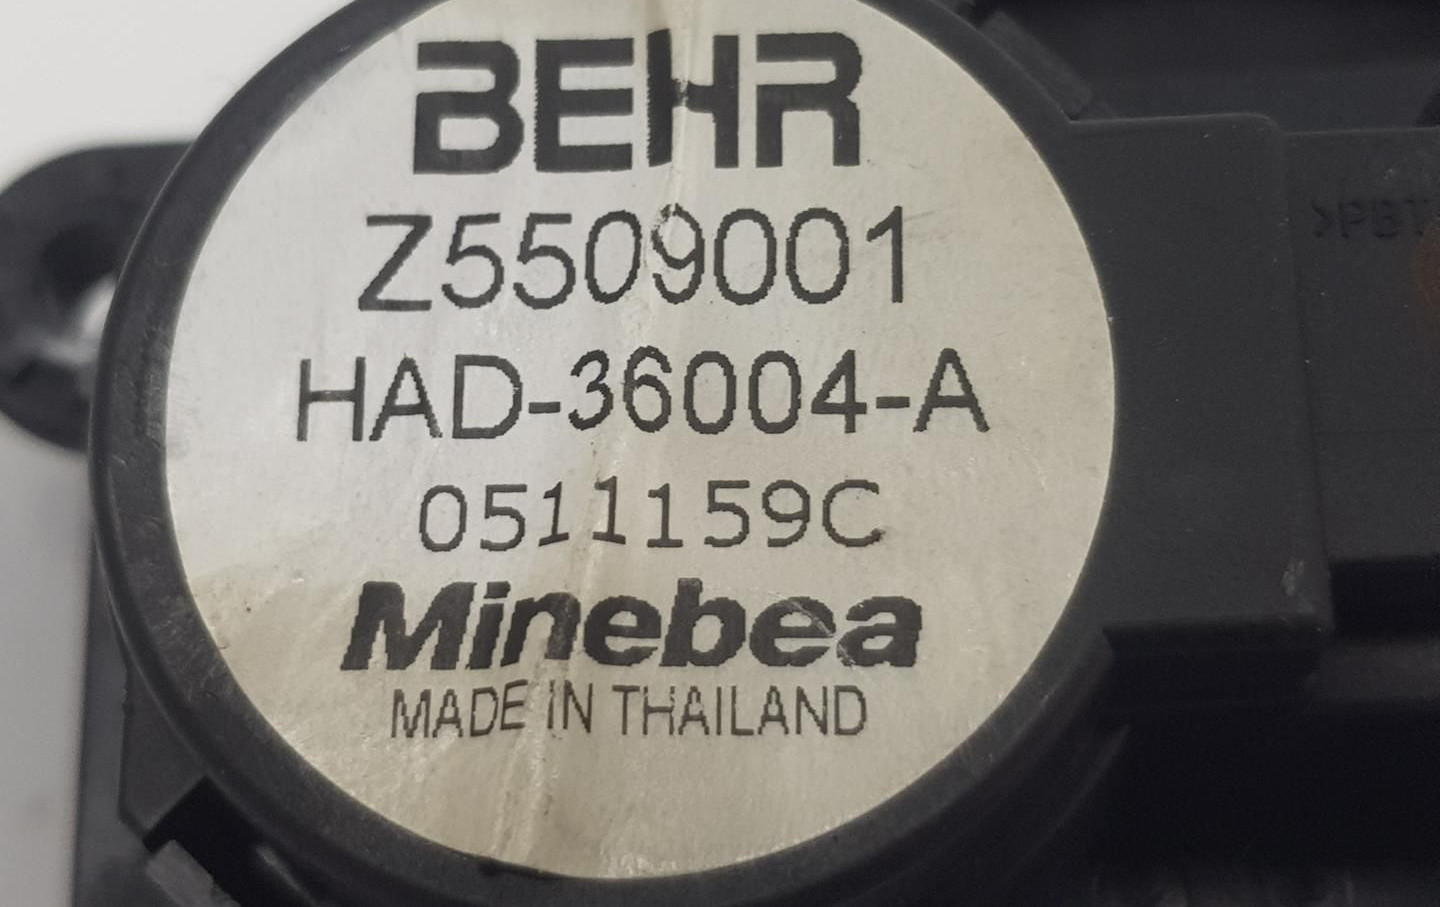 BEHR
Z5509001
HAD-36004-A
0511159C
Minebea
MADE IN THAILAND